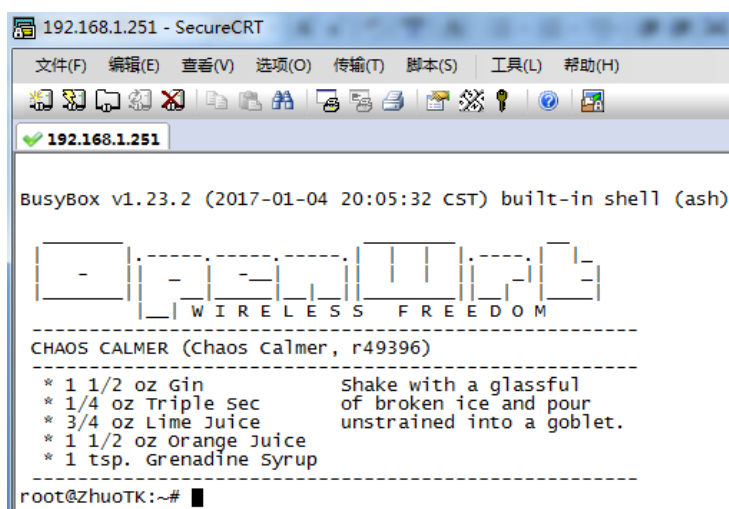 192.168.1.251 - SecureCRT
文件(F) 编辑(E) 查看(V) 选项(O) 传输(T) 脚本(S) 工具(L) 帮助(H)
192.168.1.251
BusyBox v1.23.2 (2017-01-04 20:05:32 CST) built-in shell (ash)
OpenWrt
W I R E L E S S F R E E D O M
-----------------------------------------------------
CHAOS CALMER (Chaos Calmer, r49396)
-----------------------------------------------------
* 1 1/2 oz Gin Shake with a glassful
* 1/4 oz Triple Sec of broken ice and pour
* 3/4 oz Lime Juice unstrained into a goblet.
* 1 1/2 oz Orange Juice
* 1 tsp. Grenadine Syrup
-----------------------------------------------------
root@ZhuoTK:~#